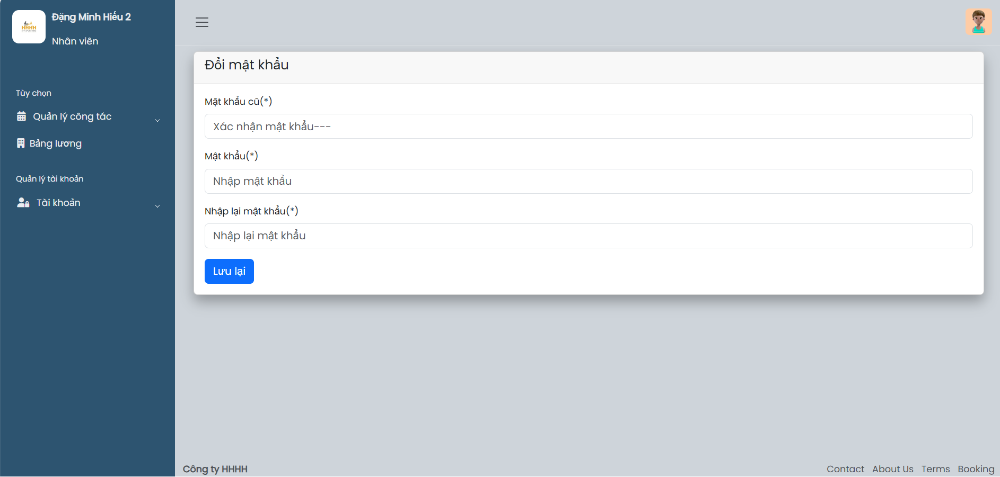 Đặng Minh Hiếu 2
Nhân viên
HHHH
Tùy chọn
Quản lý công tác
Bảng lương
Quản lý tài khoản
Tài khoản
Đổi mật khẩu
Mật khẩu cũ(*)
Xác nhận mật khẩu---
Mật khẩu(*)
Nhập mật khẩu
Nhập lại mật khẩu(*)
Nhập lại mật khẩu
Lưu lại
Công ty HHHH
Contact About Us Terms Booking